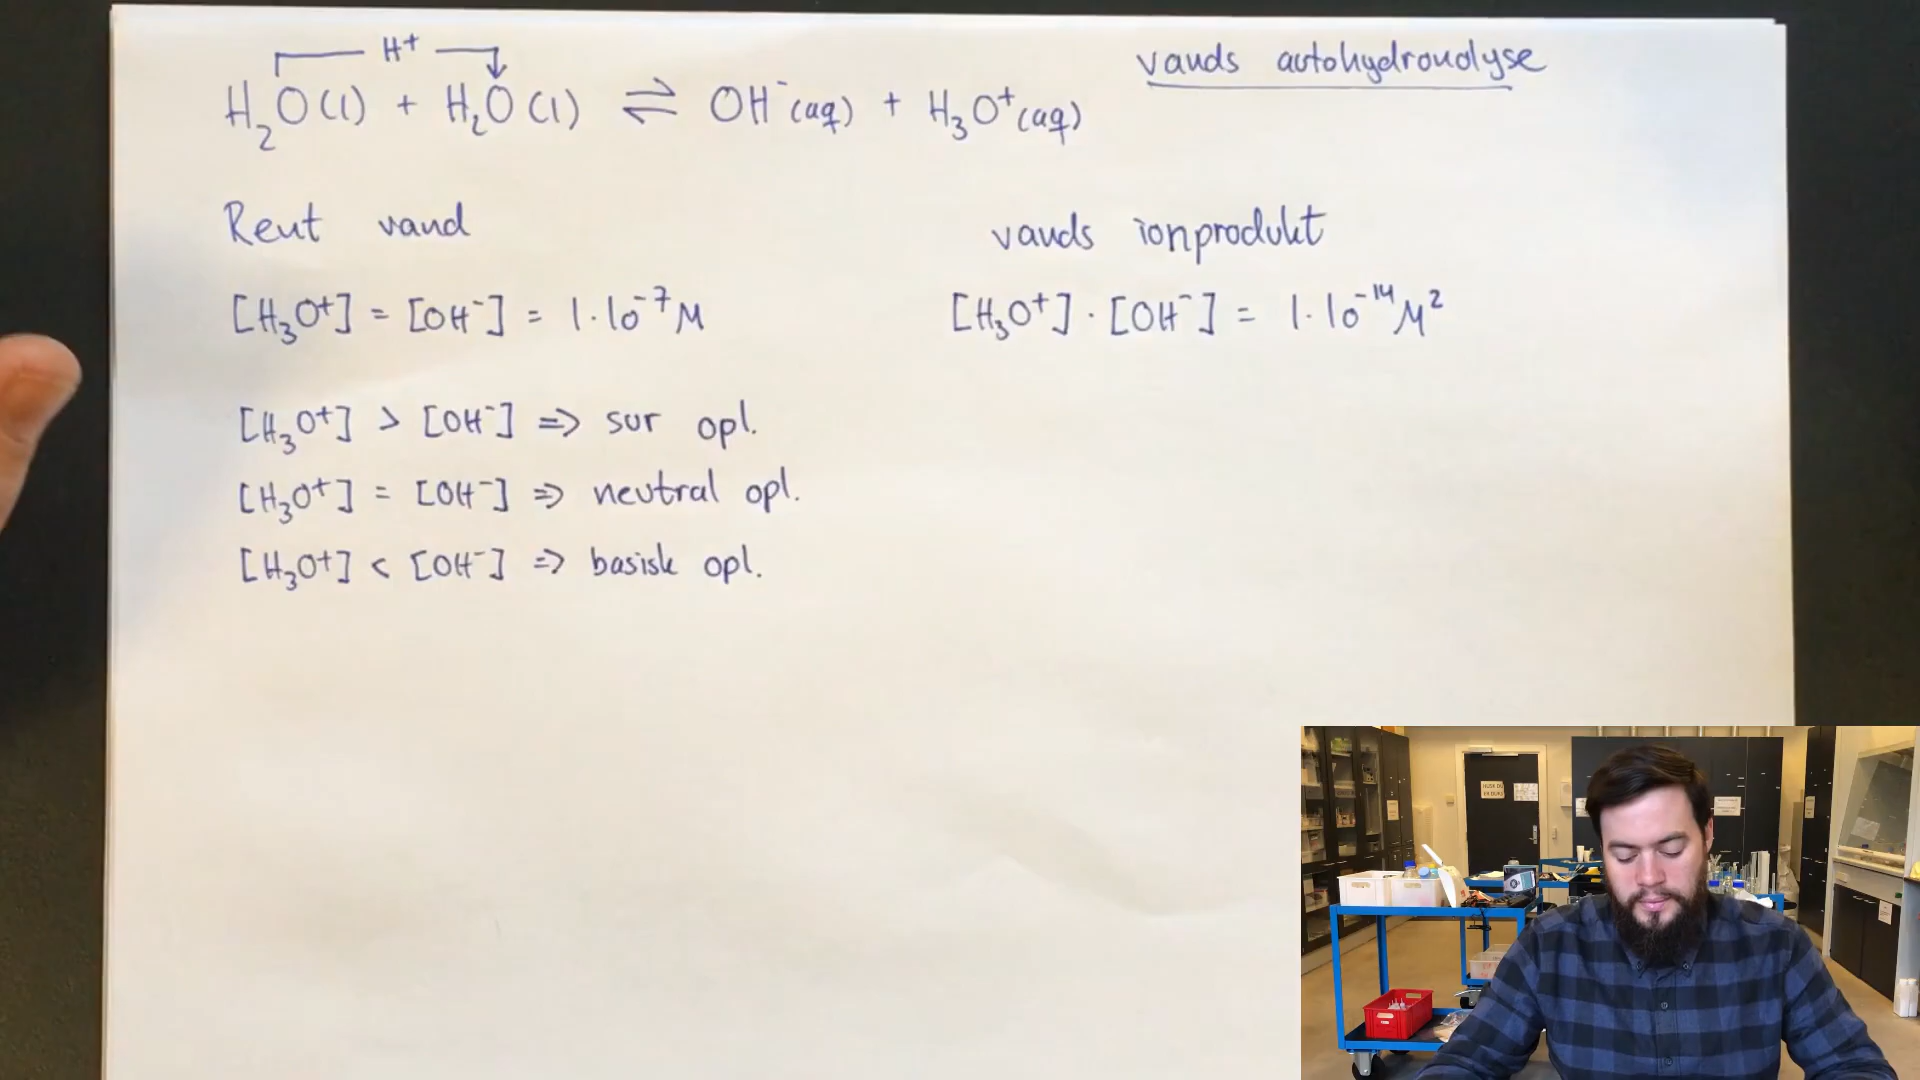 H⁺
vands autohydronolyse
H₂O(l) + H₂O(l) ⇌ OH⁻(aq) + H₃O⁺(aq)
Rent vand
vands ionprodukt
[H₃O⁺] = [OH⁻] = 1·10⁻⁷M
[H₃O⁺]·[OH⁻] = 1·10⁻¹⁴M²
[H₃O⁺] > [OH⁻] => sur opl.
[H₃O⁺] = [OH⁻] => neutral opl.
[H₃O⁺] < [OH⁻] => basisk opl.